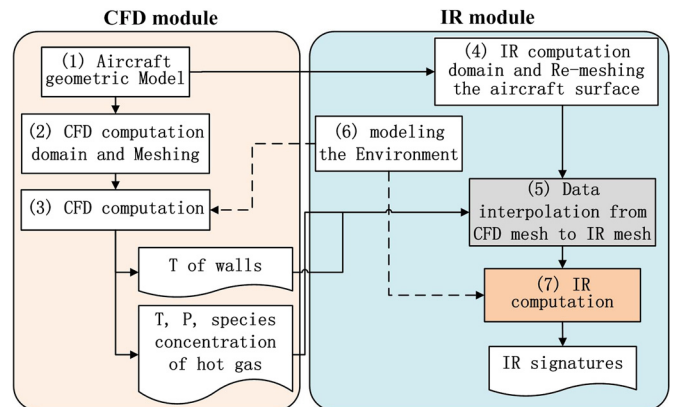 CFD module
(1) Aircraft
geometric Model
(2) CFD computation
domain and Meshing
(3) CFD computation
T of walls
T, P, species
concentration
of hot gas
IR module
(4) IR computation
domain and Re-meshing
the aircraft surface
(6) modeling
the Environment
(5) Data
interpolation from
CFD mesh to IR mesh
(7) IR
computation
IR signatures